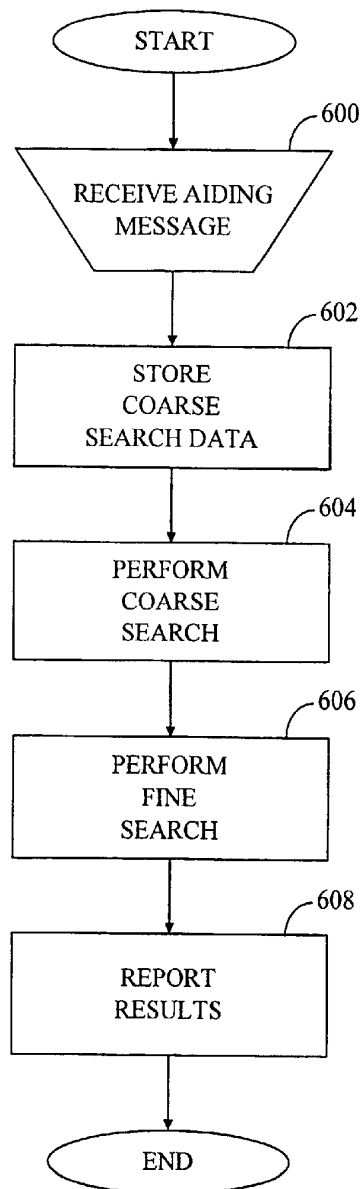 START
600
RECEIVE AIDING
MESSAGE
602
STORE
COARSE
SEARCH DATA
604
PERFORM
COARSE
SEARCH
606
PERFORM
FINE
SEARCH
608
REPORT
RESULTS
END